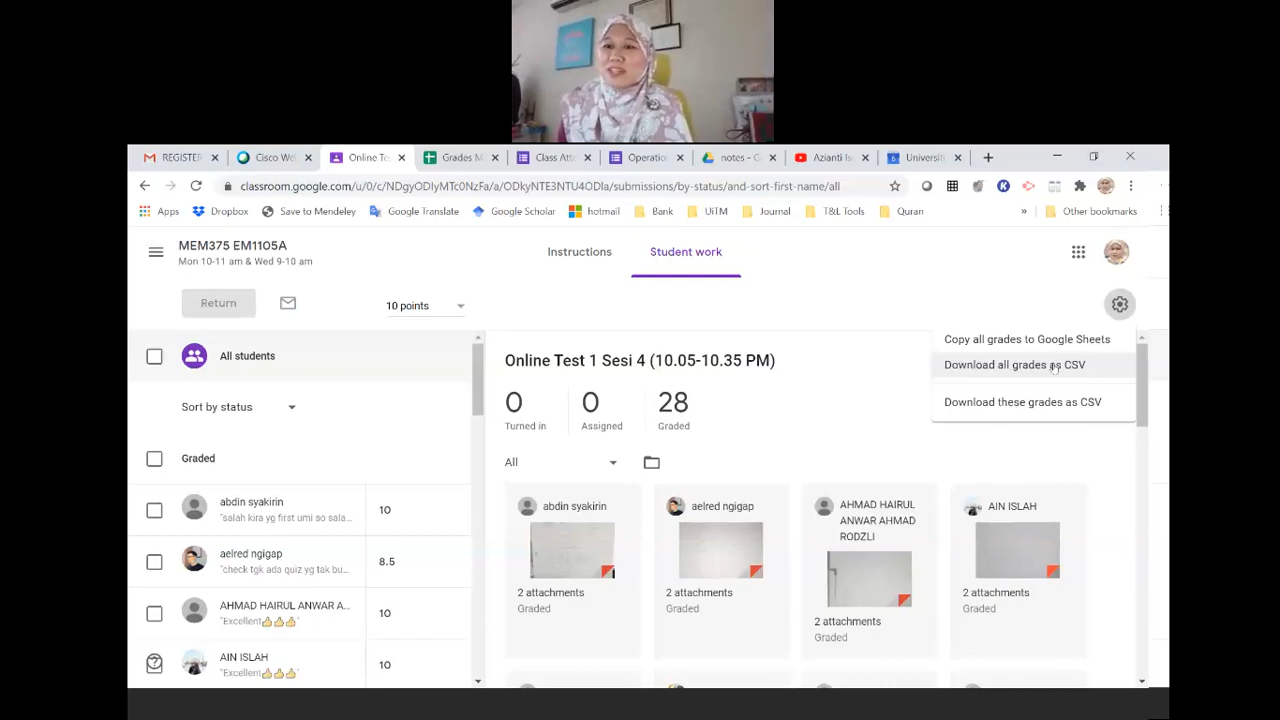 REGISTER
Cisco We
Online Te
Grades M
Class Att
Operation
notes - G
Azianti Is
Universiti
classroom.google.com/u/0/c/NDgyODIyMTc0NzFa/a/ODkyNTE3NTU4ODla/submissions/by-status/and-sort-first-name/all
Apps
Dropbox
Save to Mendeley
Google Translate
Google Scholar
hotmail
Bank
UiTM
Journal
T&L Tools
Quran
»
Other bookmarks
MEM375 EM1105A
Mon 10-11 am & Wed 9-10 am
Instructions
Student work
Return
10 points
Copy all grades to Google Sheets
Download all grades as CSV
Download these grades as CSV
All students
Sort by status
Graded
abdin syakirin
"salah kira yg first umi so sala...
10
aelred ngigap
"check tgk ada quiz yg tak bu...
8.5
AHMAD HAIRUL ANWAR A...
"Excellent👍👍👍"
10
AIN ISLAH
"Excellent👍👍👍"
10
Online Test 1 Sesi 4 (10.05-10.35 PM)
0
Turned in
0
Assigned
28
Graded
All
abdin syakirin
2 attachments
Graded
aelred ngigap
2 attachments
Graded
AHMAD HAIRUL
ANWAR AHMAD
RODZLI
2 attachments
Graded
AIN ISLAH
2 attachments
Graded